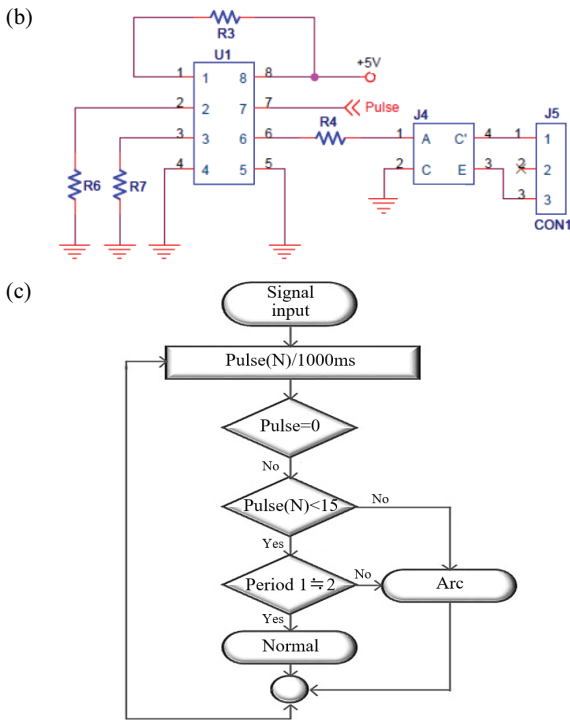 (b)
R3
U1
+5V
1 1 8 8
2 2 7 7 Pulse
3 3 6 6 R4
4 4 5 5
R6 R7
J4
1 A C' 4
2 C E 3
J5
1 1
2 2
3 3
CON1
(c)
Signal
input
Pulse(N)/1000ms
Pulse=0
No
Pulse(N)<15 No
Yes
Period 1≒2 No Arc
Yes
Normal